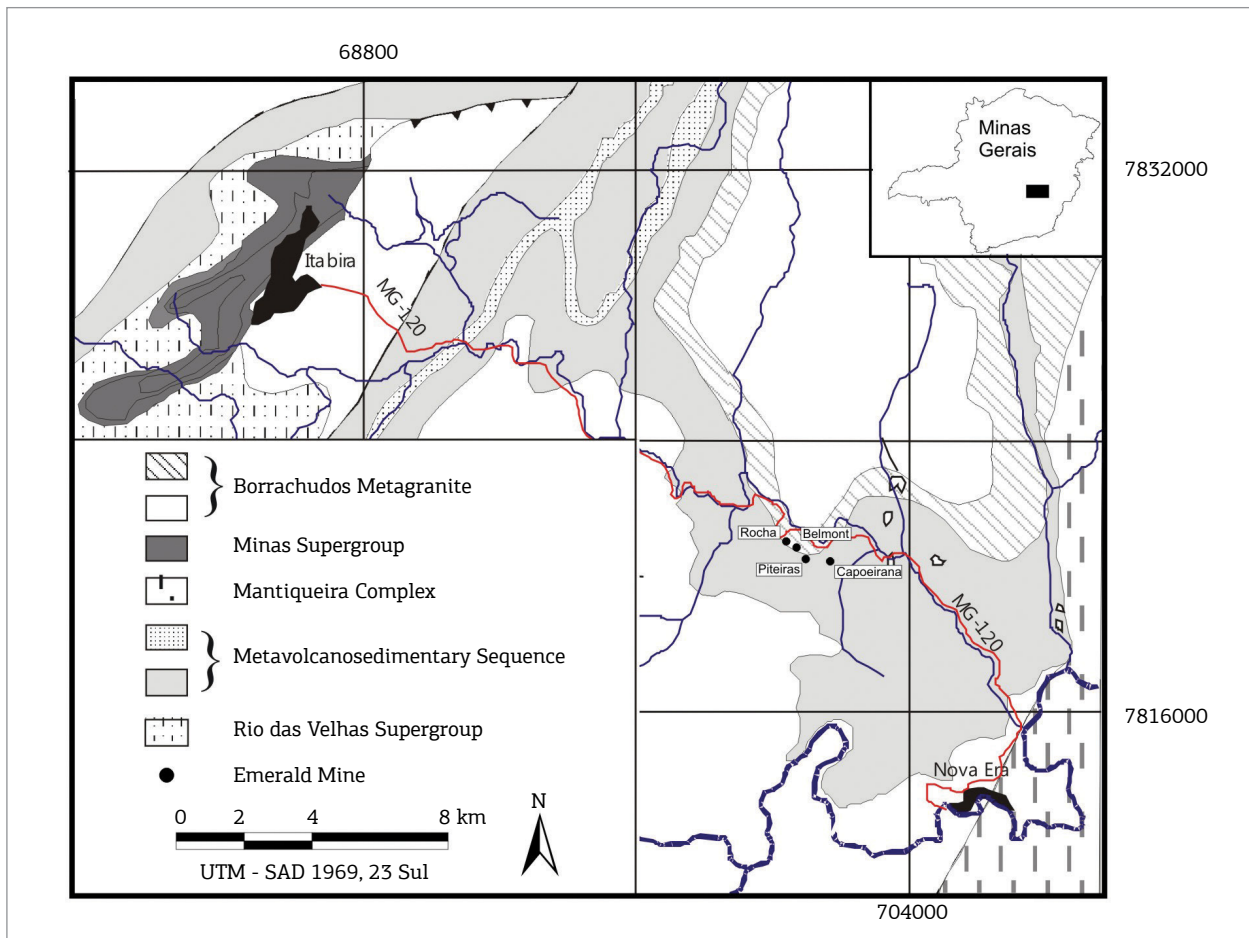 68800
Minas
Gerais
7832000
Itabira
MG-120
Borrachudos Metagranite
Rocha
Belmont
Piteiras
Capoeirana
Minas Supergroup
Mantiqueira Complex
MG-120
Metavolcanosedimentary Sequence
7816000
Rio das Velhas Supergroup
Nova Era
Emerald Mine
0 2 4 8 km
N
UTM - SAD 1969, 23 Sul
704000